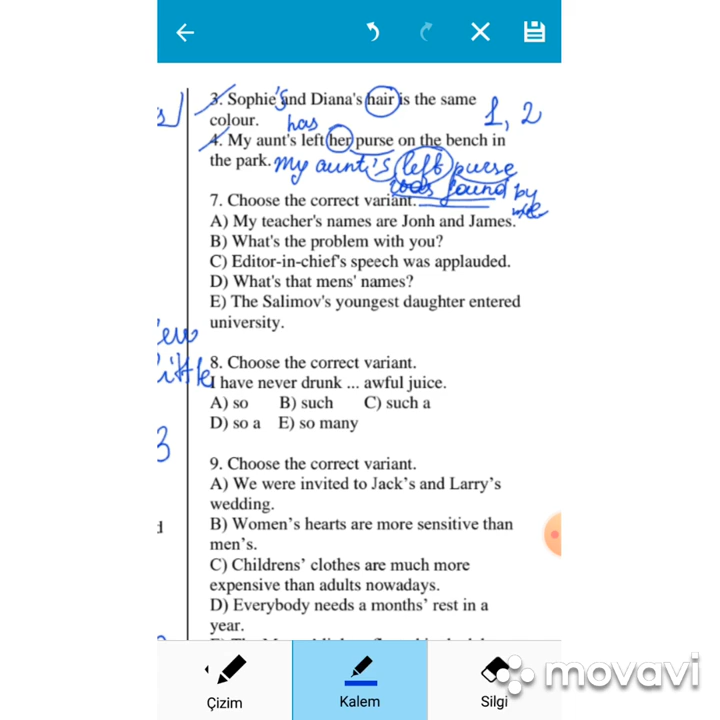 3. Sophie's and Diana's hair is the same
colour.
has
1, 2
4. My aunt's left her purse on the bench in
the park. my aunt's left purse
was found by
me
7. Choose the correct variant.
A) My teacher's names are Jonh and James.
B) What's the problem with you?
C) Editor-in-chief's speech was applauded.
D) What's that mens' names?
E) The Salimov's youngest daughter entered
university.
8. Choose the correct variant.
I have never drunk ... awful juice.
A) so B) such C) such a
D) so a E) so many
3
9. Choose the correct variant.
A) We were invited to Jack's and Larry's
wedding.
B) Women's hearts are more sensitive than
men's.
C) Childrens' clothes are much more
expensive than adults nowadays.
D) Everybody needs a months' rest in a
year.
Çizim
Kalem
Silgi
movavi